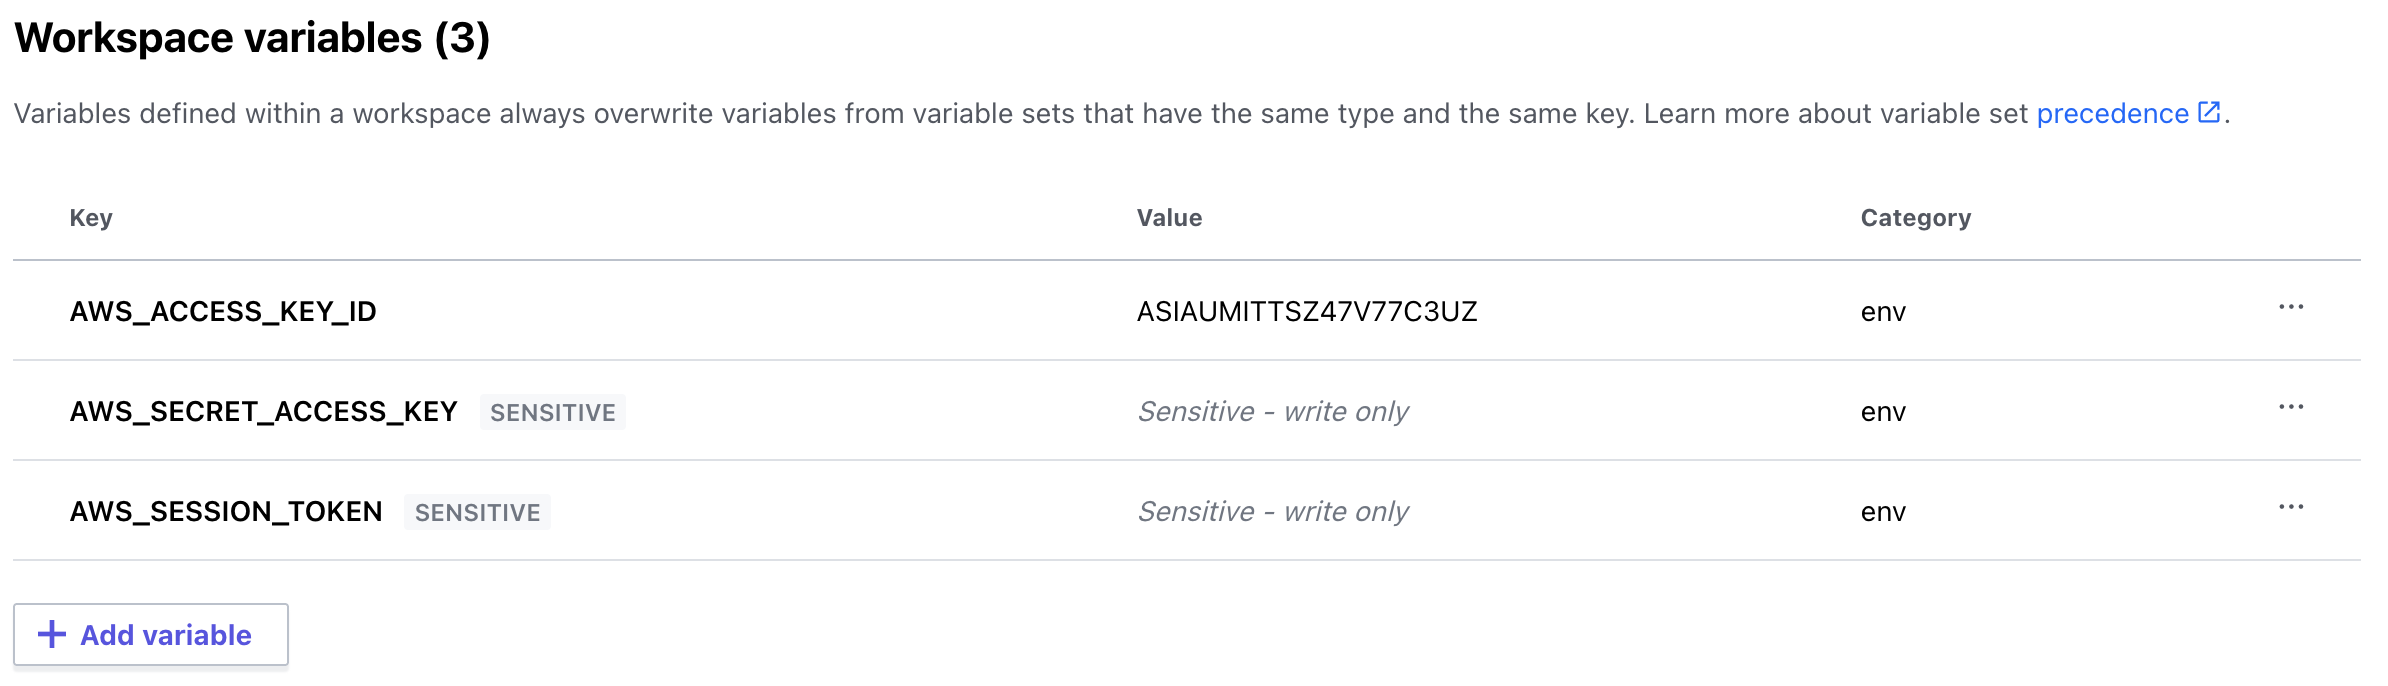 Workspace variables (3)
Variables defined within a workspace always overwrite variables from variable sets that have the same type and the same key. Learn more about variable set precedence.
Key Value Category
AWS_ACCESS_KEY_ID ASIAUMITTSZ47V77C3UZ env
AWS_SECRET_ACCESS_KEY SENSITIVE Sensitive - write only env
AWS_SESSION_TOKEN SENSITIVE Sensitive - write only env
+ Add variable